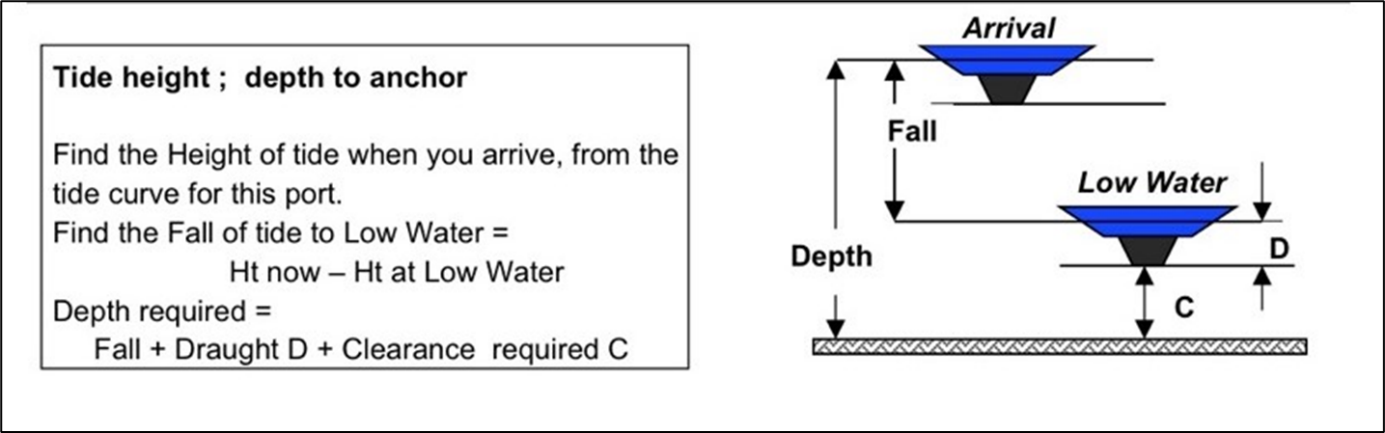 Tide height ; depth to anchor
Find the Height of tide when you arrive, from the
tide curve for this port.
Find the Fall of tide to Low Water =
Ht now – Ht at Low Water
Depth required =
Fall + Draught D + Clearance required C
Arrival
Fall
Low Water
Depth
D
C